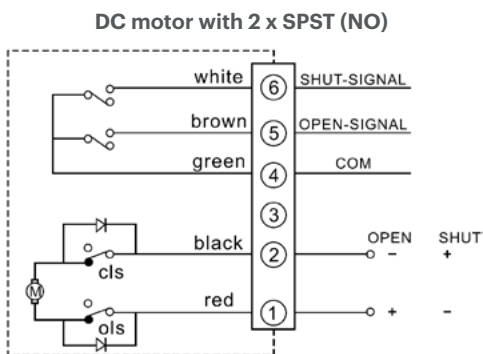 DC motor with 2 x SPST (NO)
white 6 SHUT-SIGNAL
brown 5 OPEN-SIGNAL
green 4 COM
3
OPEN SHUT
black 2 - +
cls
M
red 1 + -
ols